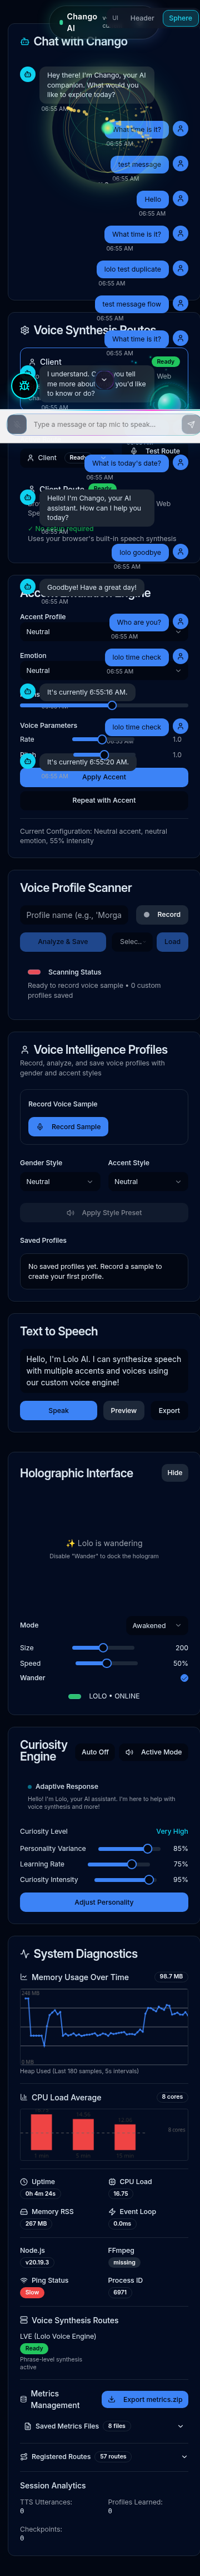 Chango AI
UI
Header
Sphere
Chat with Chango
Hey there! I'm Chango, your AI
companion. What would you
like to explore today?
06:55 AM
What time is it?
06:55 AM
test message
06:55 AM
Hello
06:55 AM
What time is it?
06:55 AM
lolo test duplicate
06:55 AM
test message flow
06:55 AM
Voice Synthesis Routes
What time is it?
Client
Ready
Web
I understand.
tell
me more about
you'd like
to know or do?
Type a message or tap mic to speak...
Test Route
Client
What is today's date?
06:55 AM
Client Route
Ready
Hello! I'm Chango, your AI
assistant. How can I help you
today?
Web
06:55 AM
✓ No setup required
Uses your browser's built-in speech synthesis
lolo goodbye
06:55 AM
Accent Emulation Engine
Goodbye! Have a great day!
06:55 AM
Accent Profile
Who are you?
Neutral
06:55 AM
Emotion
lolo time check
Neutral
06:55 AM
It's currently 6:55:16 AM.
Voice Parameters
lolo time check
Rate
1.0
06:55 AM
Pitch
1.0
It's currently 6:55:20 AM.
06:55 AM
Apply Accent
Repeat with Accent
Current Configuration: Neutral accent, neutral
emotion, 55% intensity
Voice Profile Scanner
Profile name (e.g., 'Morga
Record
Analyze & Save
Selec...
Load
Scanning Status
Ready to record voice sample • 0 custom
profiles saved
Voice Intelligence Profiles
Record, analyze, and save voice profiles with
gender and accent styles
Record Voice Sample
Record Sample
Gender Style
Accent Style
Neutral
Neutral
Apply Style Preset
Saved Profiles
No saved profiles yet. Record a sample to
create your first profile.
Text to Speech
Hello, I'm Lolo AI. I can synthesize speech
with multiple accents and voices using
our custom voice engine!
Speak
Preview
Export
Holographic Interface
Hide
✨ Lolo is wandering
Disable "Wander" to dock the hologram
Mode
Awakened
Size
200
Speed
50%
Wander
LOLO • ONLINE
Curiosity
Engine
Auto Off
Active Mode
Adaptive Response
Hello! I'm Lolo, your AI assistant. I'm here to help with
voice synthesis and more!
Curiosity Level
Very High
Personality Variance
85%
Learning Rate
75%
Curiosity Intensity
95%
Adjust Personality
System Diagnostics
Memory Usage Over Time
98.7 MB
248 MB
0 MB
Heap Used (Last 180 samples, 5s intervals)
CPU Load Average
8 cores
8 cores
Uptime
CPU Load
0h 4m 24s
16.75
Memory RSS
Event Loop
267 MB
0.0ms
Node.js
FFmpeg
v20.19.3
missing
Ping Status
Process ID
Slow
6971
Voice Synthesis Routes
LVE (Lolo Voice Engine)
Ready
Phrase-level synthesis
active
Metrics
Management
Export metrics.zip
Saved Metrics Files
8 files
Registered Routes
57 routes
Session Analytics
TTS Utterances:
Profiles Learned:
0
0
Checkpoints:
0